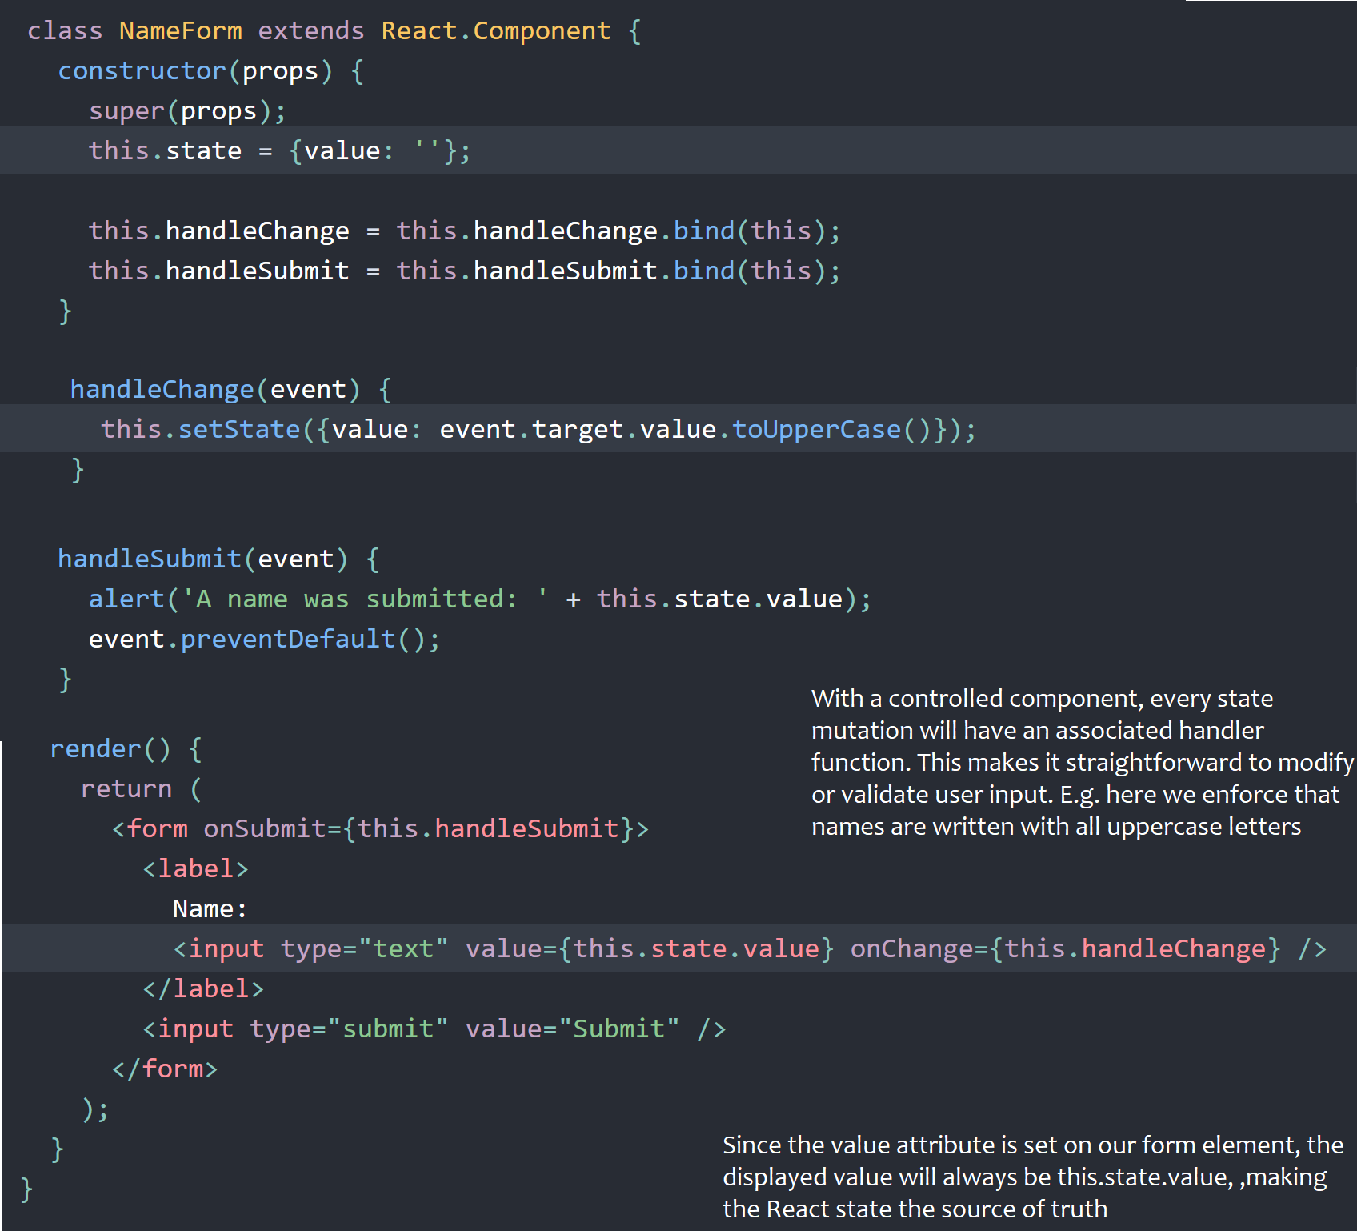 class NameForm extends React.Component {
constructor(props) {
super(props);
this.state = {value: ''};
this.handleChange = this.handleChange.bind(this);
this.handleSubmit = this.handleSubmit.bind(this);
}
handleChange(event) {
this.setState({value: event.target.value.toUpperCase()});
}
handleSubmit(event) {
alert('A name was submitted: ' + this.state.value);
event.preventDefault();
}
render() {
return (
<form onSubmit={this.handleSubmit}>
<label>
Name:
<input type="text" value={this.state.value} onChange={this.handleChange} />
</label>
<input type="submit" value="Submit" />
</form>
);
}
}
With a controlled component, every state
mutation will have an associated handler
function. This makes it straightforward to modify
or validate user input. E.g. here we enforce that
names are written with all uppercase letters
Since the value attribute is set on our form element, the
displayed value will always be this.state.value, ,making
the React state the source of truth